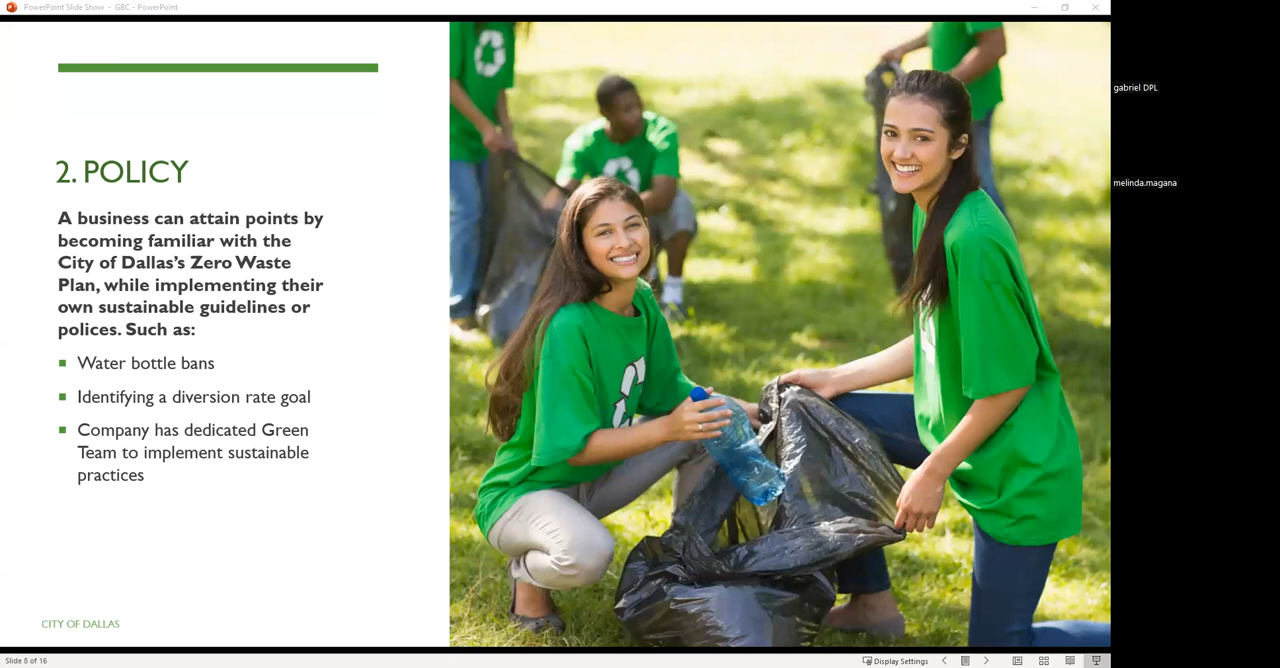 PowerPoint Slide Show - GBC - PowerPoint
gabriel DPL
melinda.magana
2. POLICY
A business can attain points by
becoming familiar with the
City of Dallas's Zero Waste
Plan, while implementing their
own sustainable guidelines or
polices. Such as:
Water bottle bans
Identifying a diversion rate goal
Company has dedicated Green
Team to implement sustainable
practices
CITY OF DALLAS
Slide 8 of 16
Display Settings